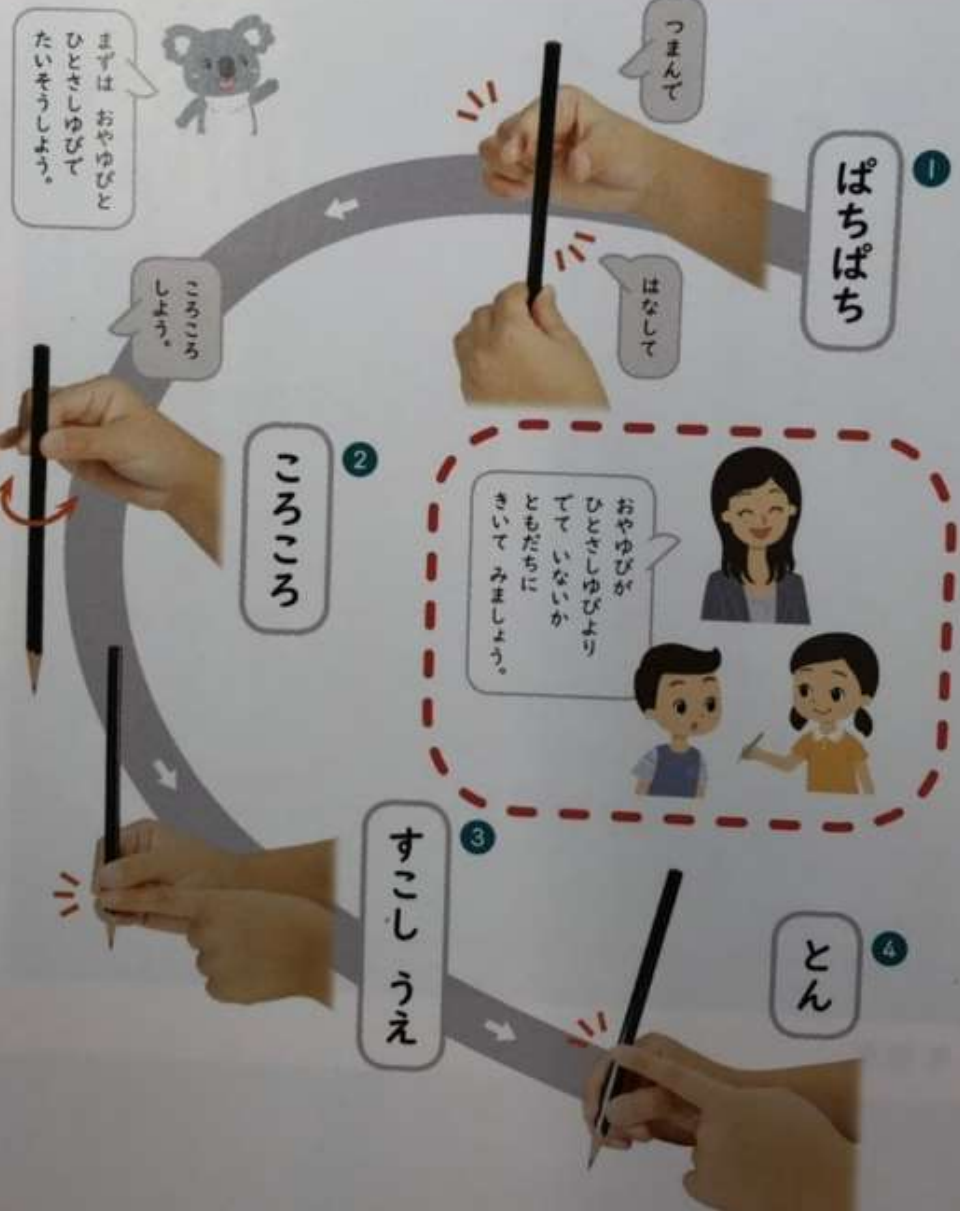 1
ぱちぱち
つまんで
はなして
まずは おやゆびと
ひとさしゆびで
たいそうしよう。
2
ころころ
ころころ
しよう。
おやゆびが
ひとさしゆびより
でて いないか
ともだちに
きいて みましょう。
3
すこし うえ
4
とん